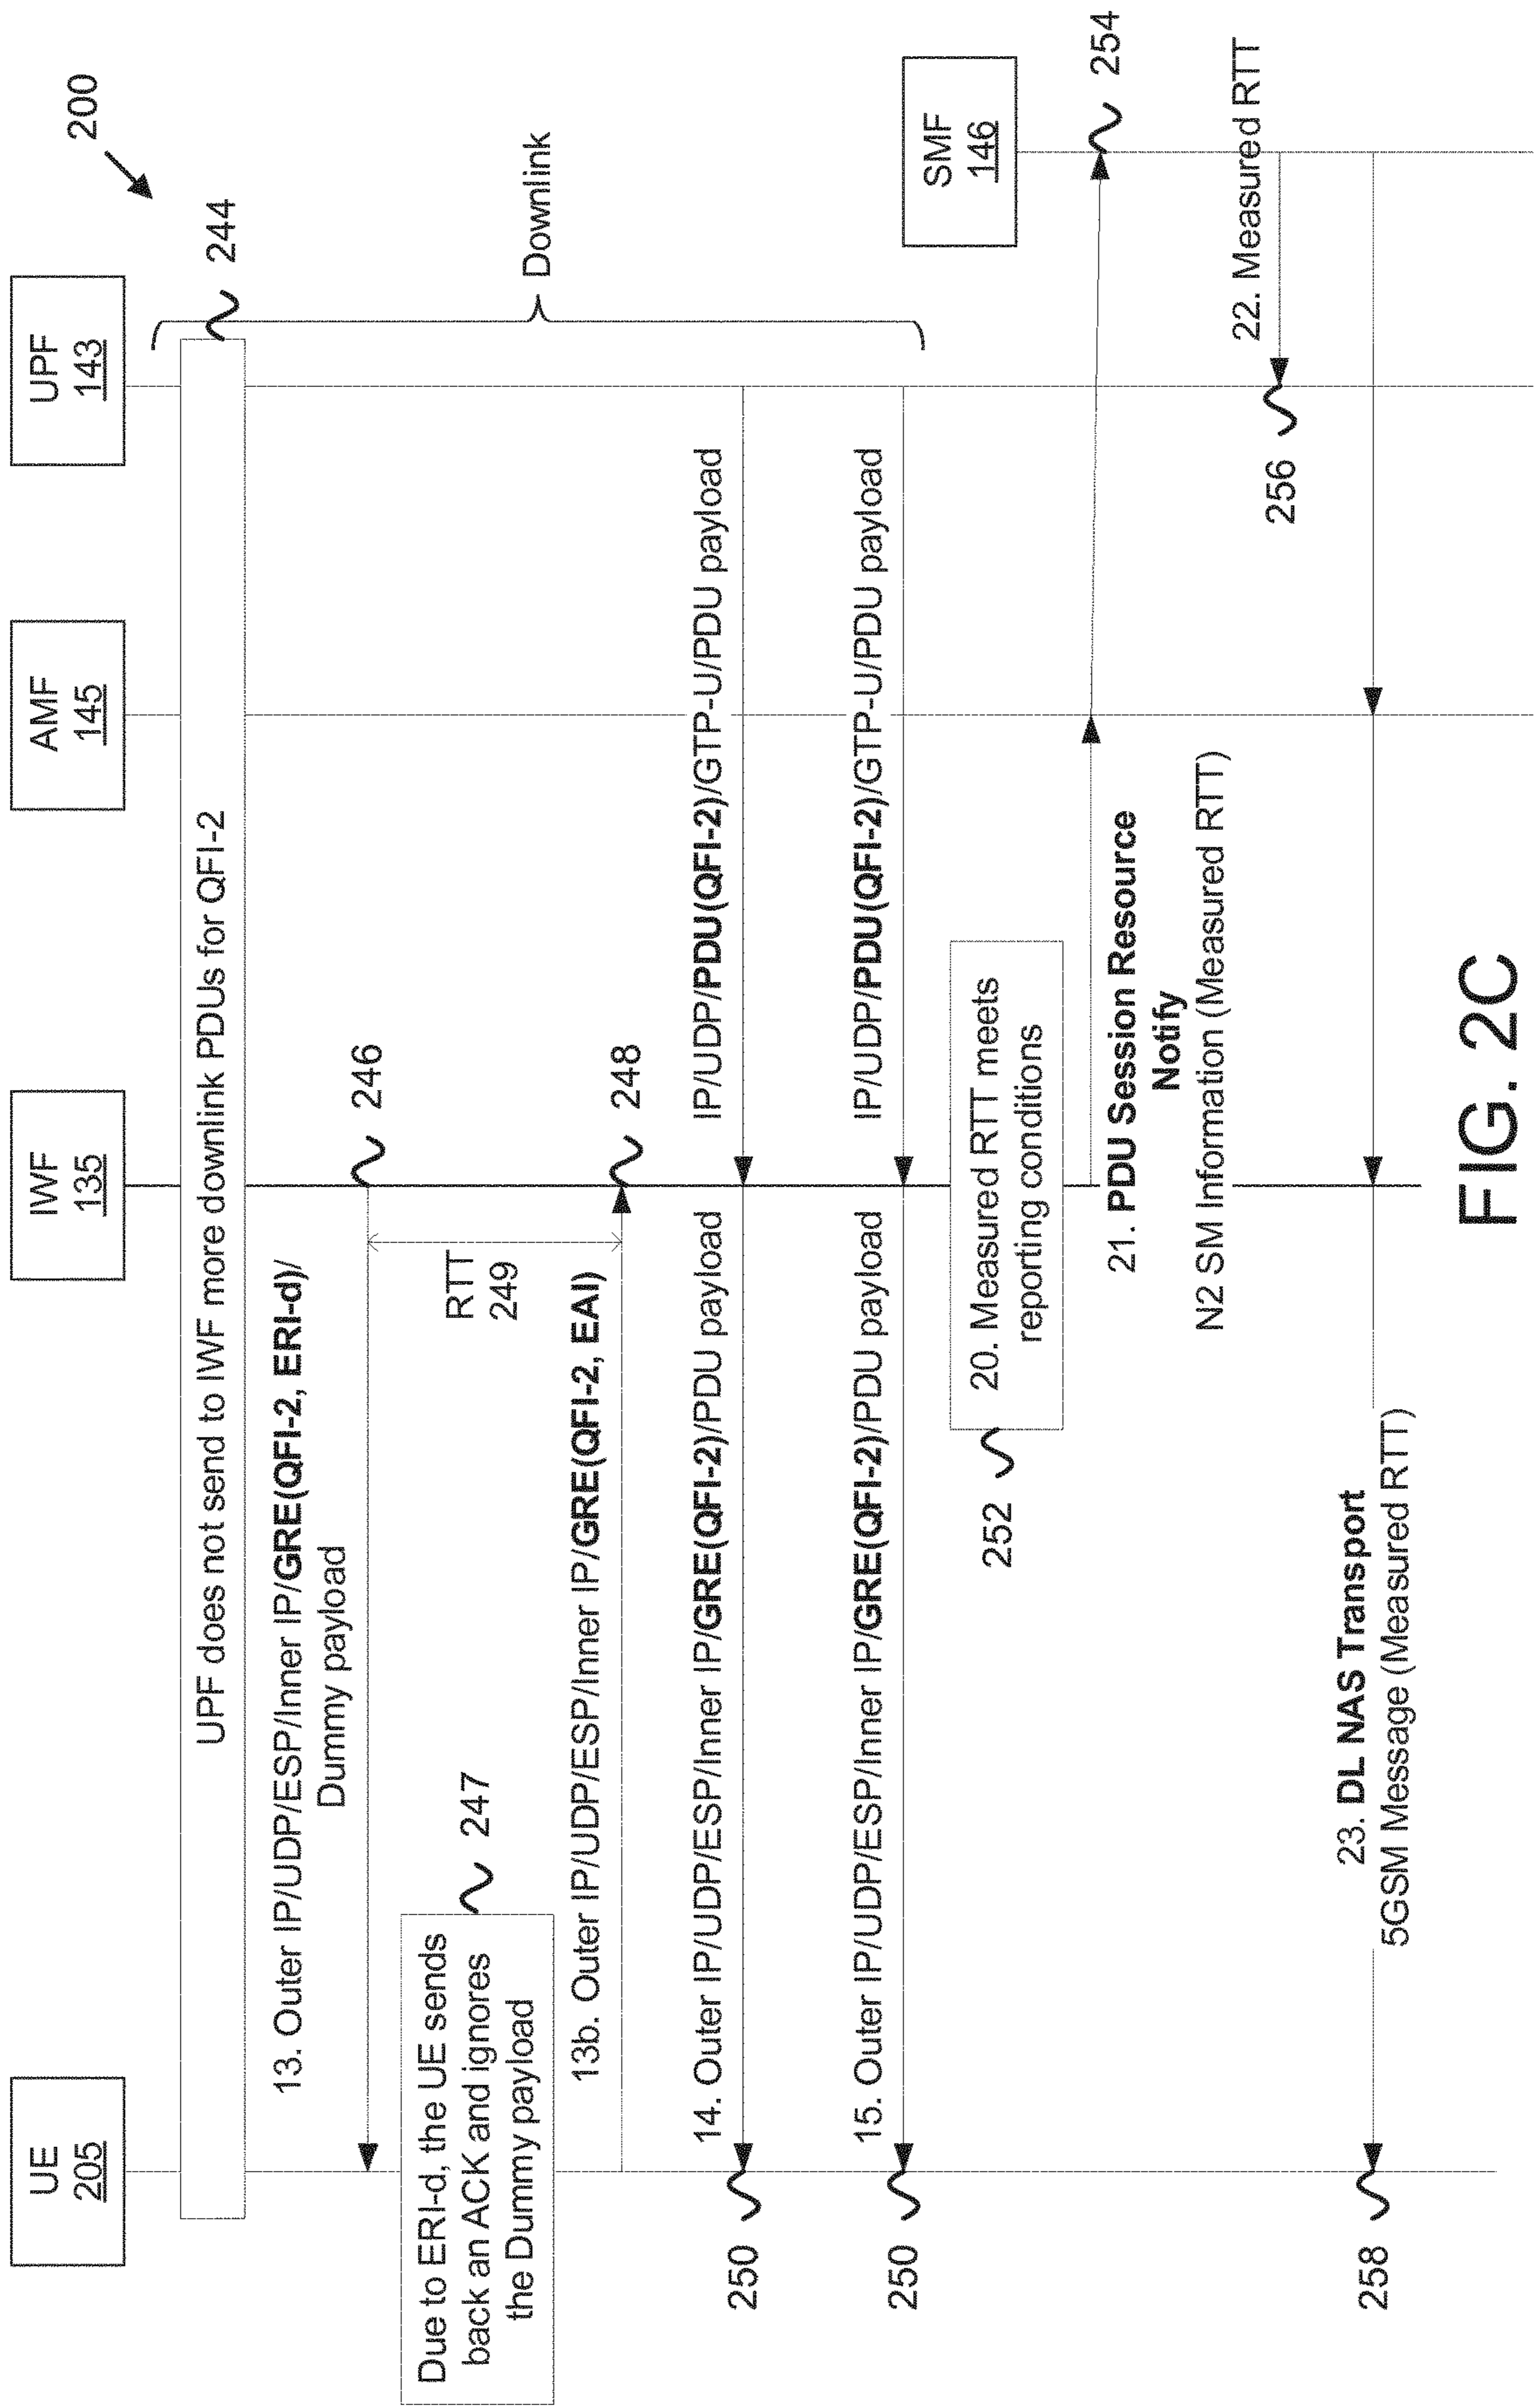 200
UE
205
IWF
135
AMF
145
UPF
143
UPF does not send to IWF more downlink PDUs for QFI-2
244
13. Outer IP/UDP/ESP/Inner IP/GRE(QFI-2, ERI-d)/
Dummy payload
246
Due to ERI-d, the UE sends
back an ACK and ignores
the Dummy payload
247
RTT
249
Downlink
13b. Outer IP/UDP/ESP/Inner IP/GRE(QFI-2, EAI)
248
14. Outer IP/UDP/ESP/Inner IP/GRE(QFI-2)/PDU payload
IP/UDP/PDU(QFI-2)/GTP-U/PDU payload
250
15. Outer IP/UDP/ESP/Inner IP/GRE(QFI-2)/PDU payload
IP/UDP/PDU(QFI-2)/GTP-U/PDU payload
250
SMF
146
20. Measured RTT meets
reporting conditions
252
21. PDU Session Resource
Notify
N2 SM Information (Measured RTT)
254
22. Measured RTT
256
23. DL NAS Transport
5GSM Message (Measured RTT)
258
FIG. 2C